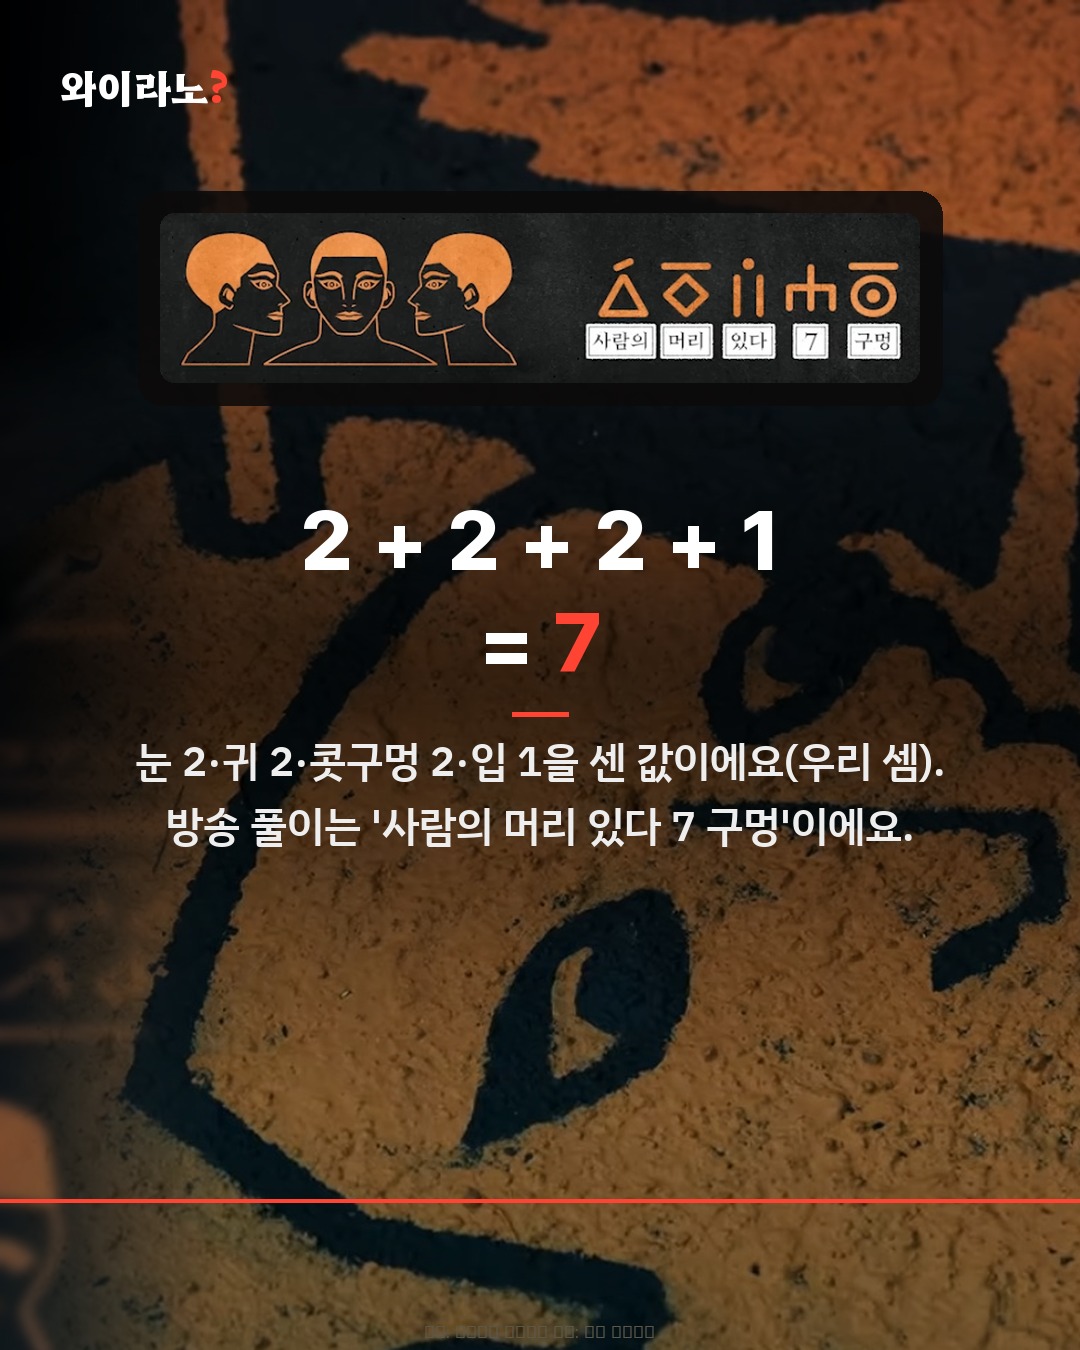 와이라노?
사람의 머리 있다 7 구멍
2 + 2 + 2 + 1
= 7
눈 2·귀 2·콧구멍 2·입 1을 센 값이에요(우리 셈).
방송 풀이는 '사람의 머리 있다 7 구멍'이에요.